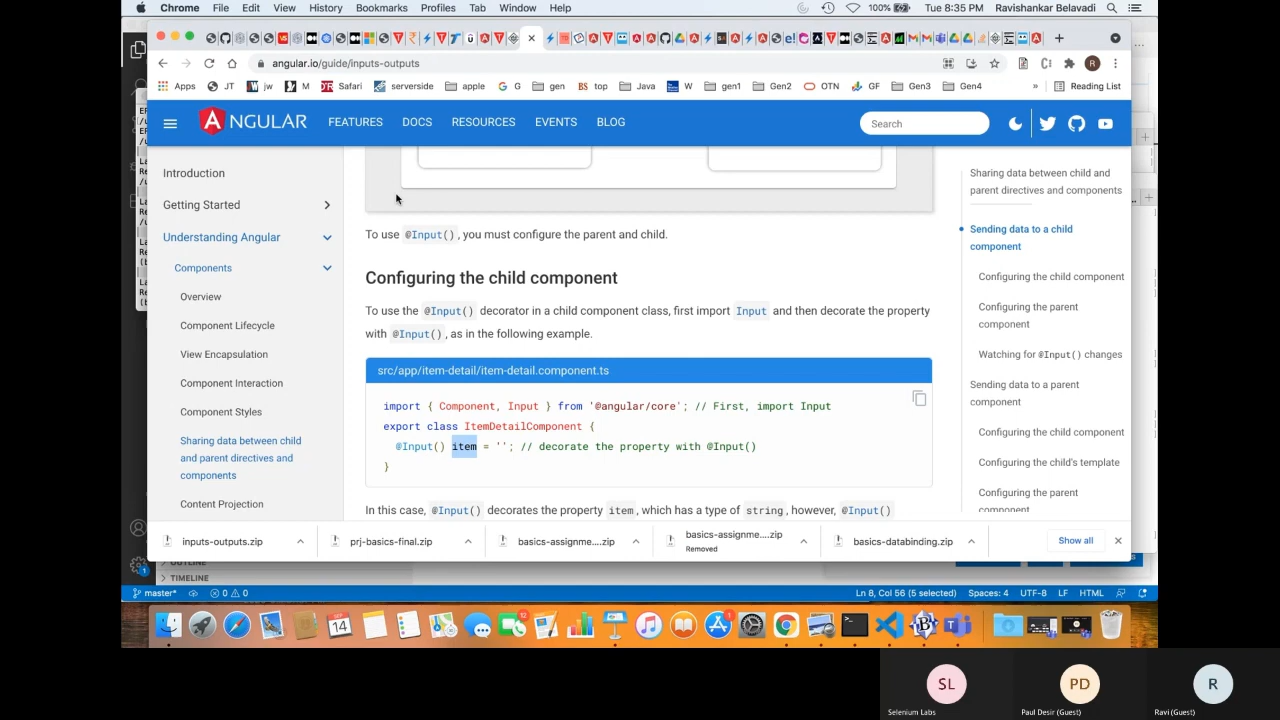 Chrome File Edit View History Bookmarks Profiles Tab Window Help 100% Tue 8:35 PM Ravishankar Belavadi
angular.io/guide/inputs-outputs
Apps JT jw M Safari serverside apple G gen BS top Java W gen1 Gen2 OTN GF Gen3 Gen4 » Reading List
ANGULAR FEATURES DOCS RESOURCES EVENTS BLOG Search
Introduction
Getting Started
Understanding Angular
Components
Overview
Component Lifecycle
View Encapsulation
Component Interaction
Component Styles
Sharing data between child
and parent directives and
components
Content Projection
To use @Input(), you must configure the parent and child.
Configuring the child component
To use the @Input() decorator in a child component class, first import Input and then decorate the property
with @Input(), as in the following example.
src/app/item-detail/item-detail.component.ts
import { Component, Input } from '@angular/core'; // First, import Input
export class ItemDetailComponent {
@Input() item = ''; // decorate the property with @Input()
}
In this case, @Input() decorates the property item, which has a type of string, however, @Input()
Sharing data between child and
parent directives and components
Sending data to a child
component
Configuring the child component
Configuring the parent
component
Watching for @Input() changes
Sending data to a parent
component
Configuring the child component
Configuring the child's template
Configuring the parent
component
inputs-outputs.zip prj-basics-final.zip basics-assignme....zip basics-assignme....zip basics-databinding.zip Show all
Removed
OUTLINE
TIMELINE
master* 0 0 Ln 8, Col 56 (5 selected) Spaces: 4 UTF-8 LF HTML
SEP
14
SL PD R
Selenium Labs Paul Desir (Guest) Ravi (Guest)